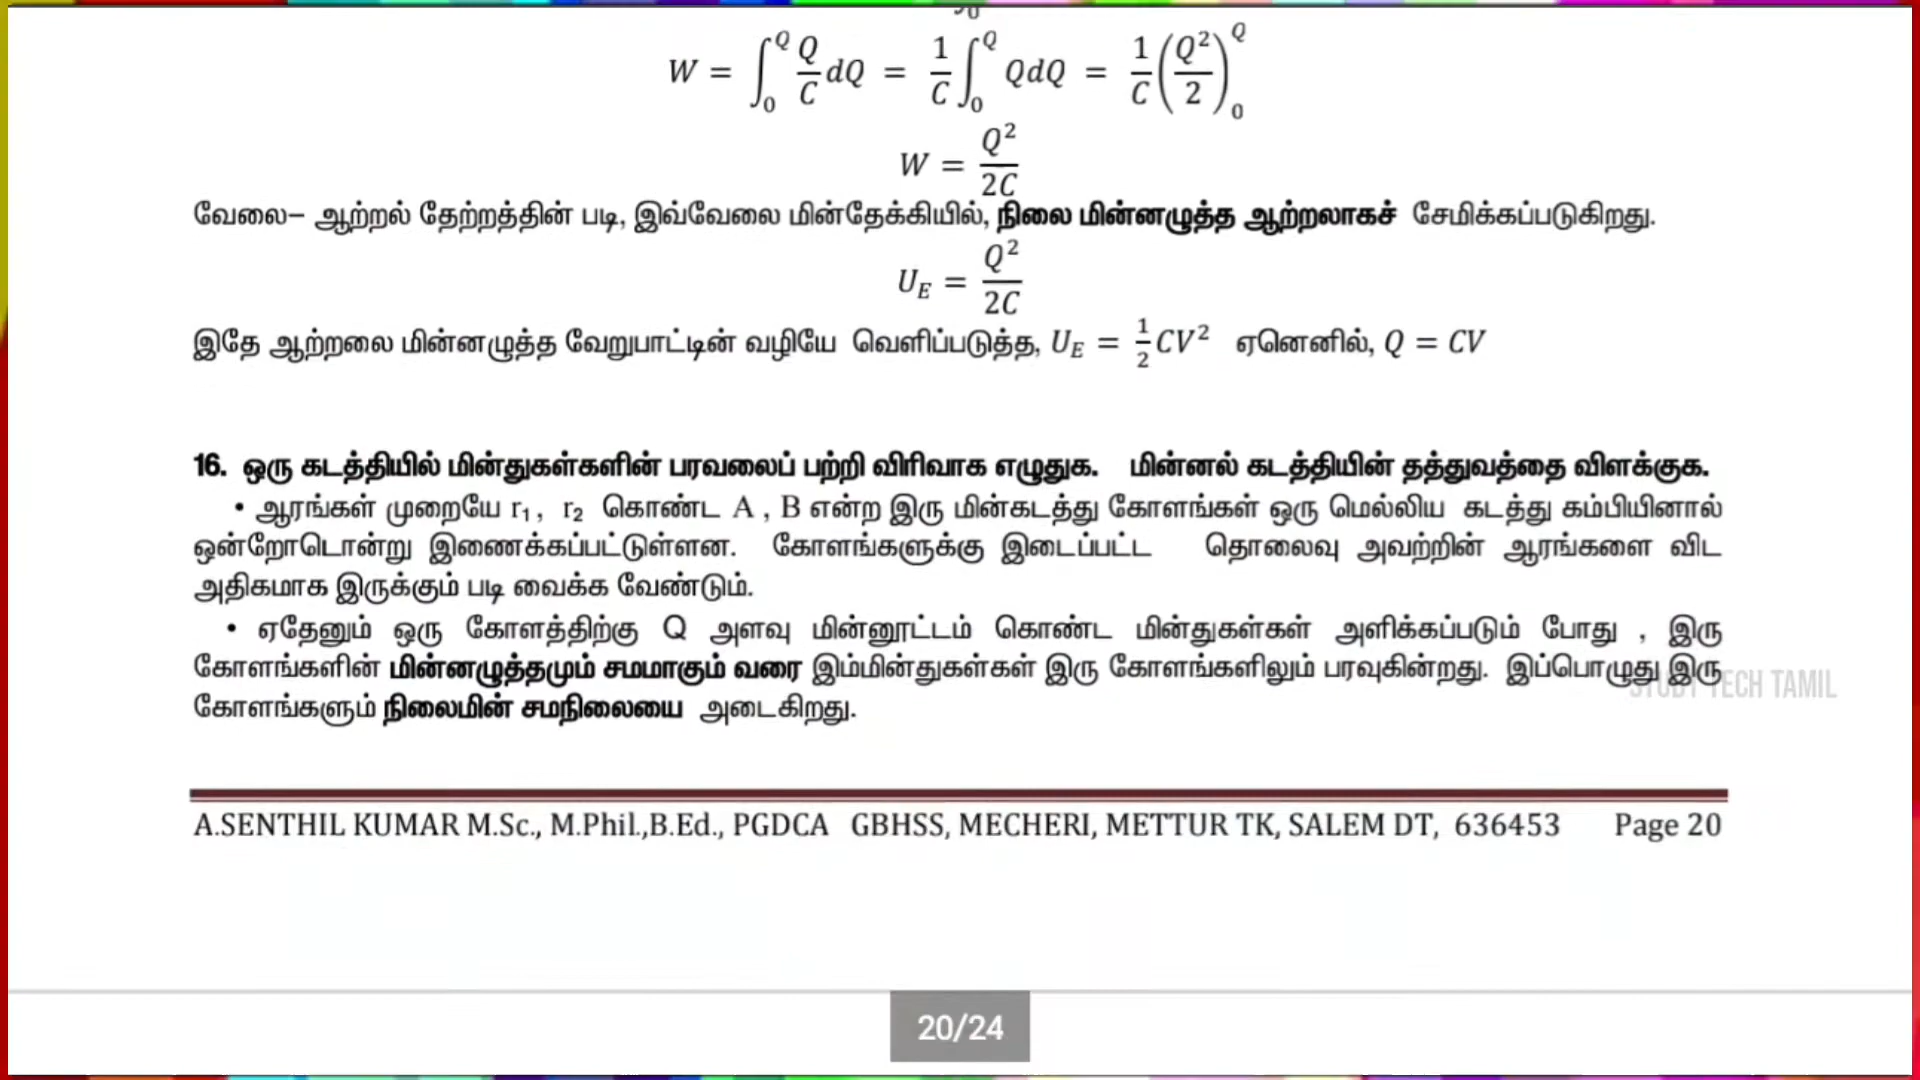 W = ∫₀^Q Q/C dQ = 1/C ∫₀^Q QdQ = 1/C (Q²/2)₀^Q
W = Q²/2C
வேலை– ஆற்றல் தேற்றத்தின் படி, இவ்வேலை மின்தேக்கியில், நிலை மின்னழுத்த ஆற்றலாகச் சேமிக்கப்படுகிறது.
U_E = Q²/2C
இதே ஆற்றலை மின்னழுத்த வேறுபாட்டின் வழியே வெளிப்படுத்த, U_E = 1/2 CV² ஏனெனில், Q = CV
16. ஒரு கடத்தியில் மின்துகள்களின் பரவலைப் பற்றி விரிவாக எழுதுக. மின்னல் கடத்தியின் தத்துவத்தை விளக்குக.
• ஆரங்கள் முறையே r₁, r₂ கொண்ட A , B என்ற இரு மின்கடத்து கோளங்கள் ஒரு மெல்லிய கடத்து கம்பியினால்
ஒன்றோடொன்று இணைக்கப்பட்டுள்ளன. கோளங்களுக்கு இடைப்பட்ட தொலைவு அவற்றின் ஆரங்களை விட
அதிகமாக இருக்கும் படி வைக்க வேண்டும்.
• ஏதேனும் ஒரு கோளத்திற்கு Q அளவு மின்னூட்டம் கொண்ட மின்துகள்கள் அளிக்கப்படும் போது , இரு
கோளங்களின் மின்னழுத்தமும் சமமாகும் வரை இம்மின்துகள்கள் இரு கோளங்களிலும் பரவுகின்றது. இப்பொழுது இரு
கோளங்களும் நிலைமின் சமநிலையை அடைகிறது.
STUDY TECH TAMIL
A.SENTHIL KUMAR M.Sc., M.Phil.,B.Ed., PGDCA GBHSS, MECHERI, METTUR TK, SALEM DT, 636453 Page 20
20/24